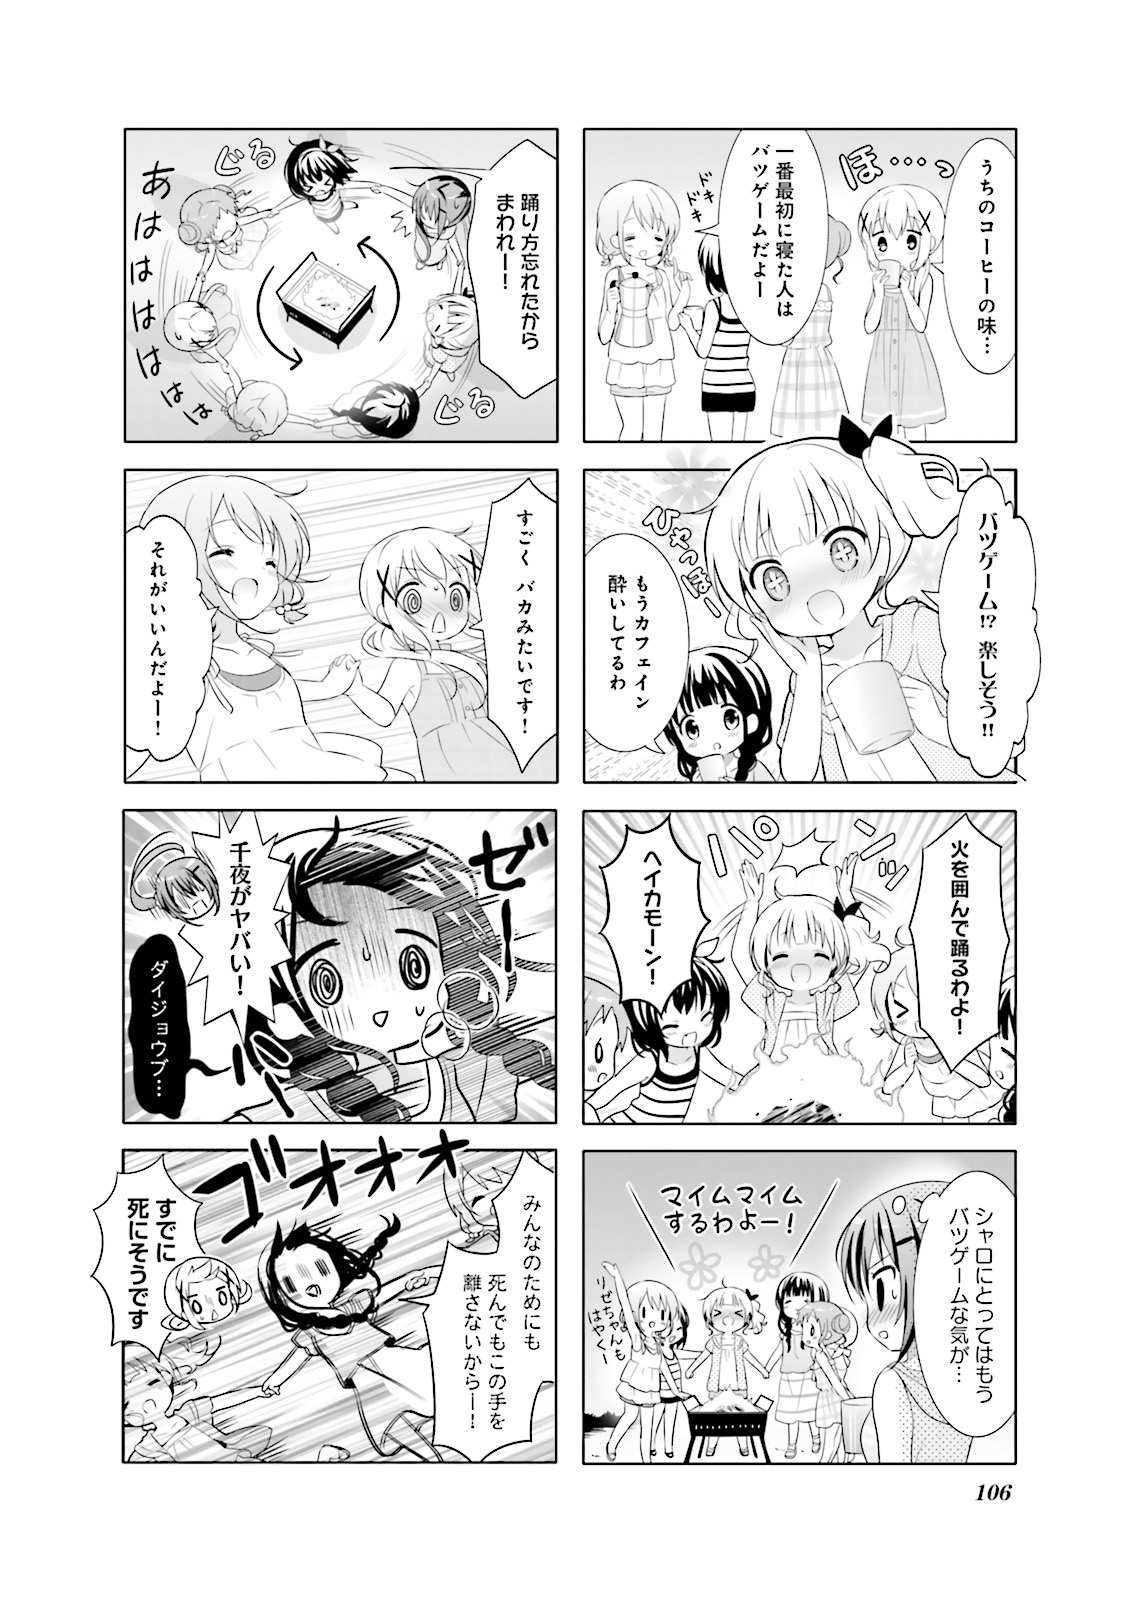 うちのコーヒーの味…
ほ…っ
一番最初に寝た人は
バツゲームだよー
ドキ
ドキ
バツゲーム!? 楽しそう!!
ひゃっほー
もうカフェイン
酔いしてるわ
火を囲んで踊るわよ！
パパーン
ヘイカモーン！
シャロにとってはもう
バツゲームな気が…
マイムマイム
するわよー！
リゼちゃんも
はやくー
踊り方忘れたから
まわれー！
ぐる
ぐる
あはははははは
すごく バカみたいです！
それがいいんだよー！
ゼー
千夜がヤバい！
ダイジョウブ…
ゴオオオオ
みんなのためにも
死んでもこの手を
離さないからー！
すでに
死にそうです
106